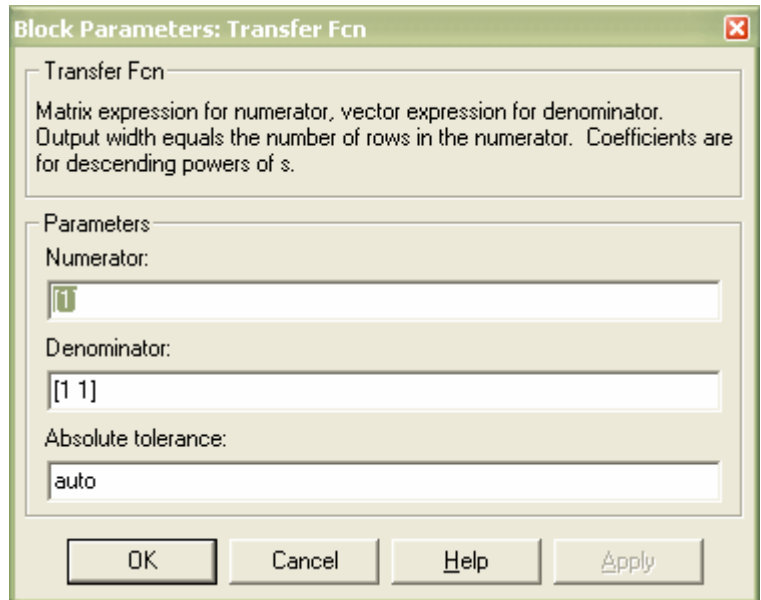 Block Parameters: Transfer Fcn
Transfer Fcn
Matrix expression for numerator, vector expression for denominator.
Output width equals the number of rows in the numerator.  Coefficients are
for descending powers of s.
Parameters
Numerator:
[1]
Denominator:
[1 1]
Absolute tolerance:
auto
OK Cancel Help Apply